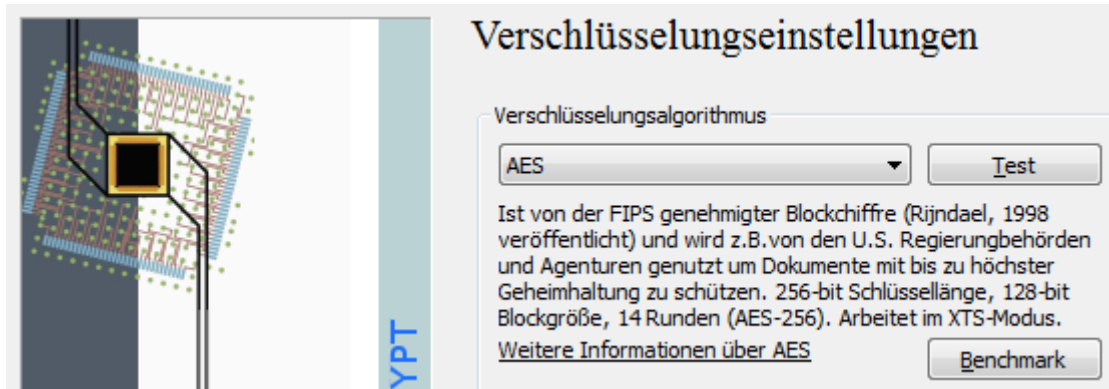 Verschlüsselungseinstellungen
Verschlüsselungsalgorithmus
AES
Test
Ist von der FIPS genehmigter Blockchiffre (Rijndael, 1998
veröffentlicht) und wird z.B.von den U.S. Regierungbehörden
und Agenturen genutzt um Dokumente mit bis zu höchster
Geheimhaltung zu schützen. 256-bit Schlüssellänge, 128-bit
Blockgröße, 14 Runden (AES-256). Arbeitet im XTS-Modus.
Weitere Informationen über AES
Benchmark
YPT